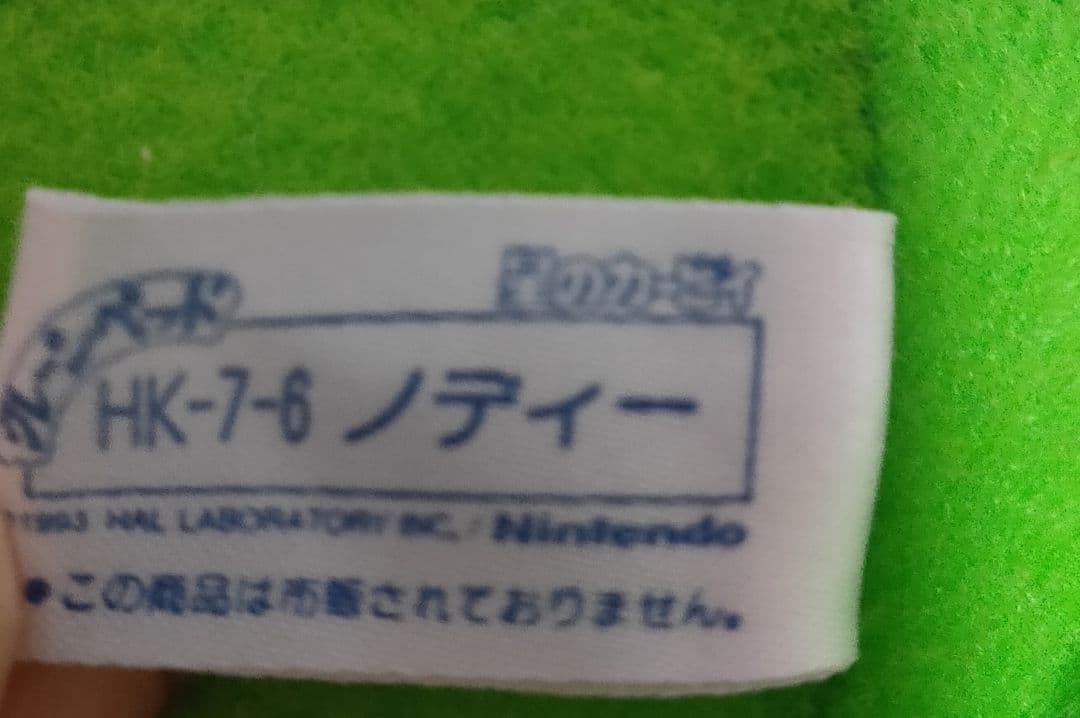 星のカービィ
HK-7-6 ノディー
1993 HAL LABORATORY INC. / Nintendo
●この商品は市販されておりません。